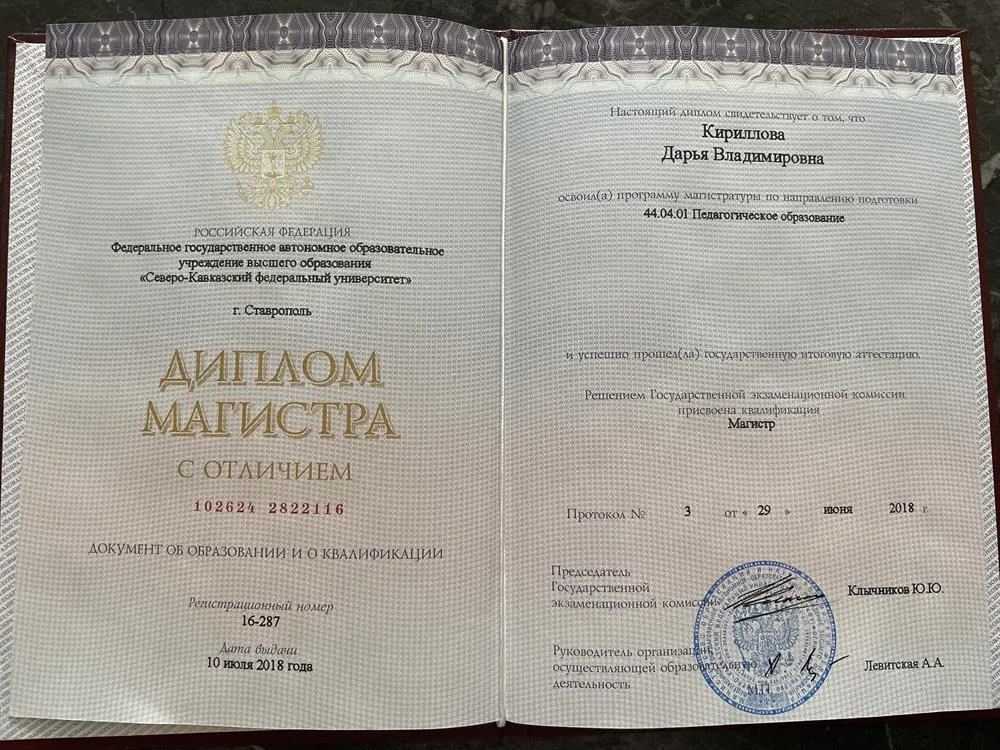 РОССИЙСКАЯ ФЕДЕРАЦИЯ
Федеральное государственное автономное образовательное
учреждение высшего образования
«Северо-Кавказский федеральный университет»
г. Ставрополь
ДИПЛОМ
МАГИСТРА
С ОТЛИЧИЕМ
102624 2822116
ДОКУМЕНТ ОБ ОБРАЗОВАНИИ И О КВАЛИФИКАЦИИ
Регистрационный номер
16-287
Дата выдачи
10 июля 2018 года
Настоящий диплом свидетельствует о том, что
Кириллова
Дарья Владимировна
освоил(а) программу магистратуры по направлению подготовки
44.04.01 Педагогическое образование
и успешно прошел(ла) государственную итоговую аттестацию.
Решением Государственной экзаменационной комиссии
присвоена квалификация
Магистр
Протокол № 3 от « 29 » июня 2018 г.
Председатель
Государственной
экзаменационной комиссии Клычников Ю.Ю.
Руководитель организации,
осуществляющей образовательную Левитская А.А.
деятельность
М.П.